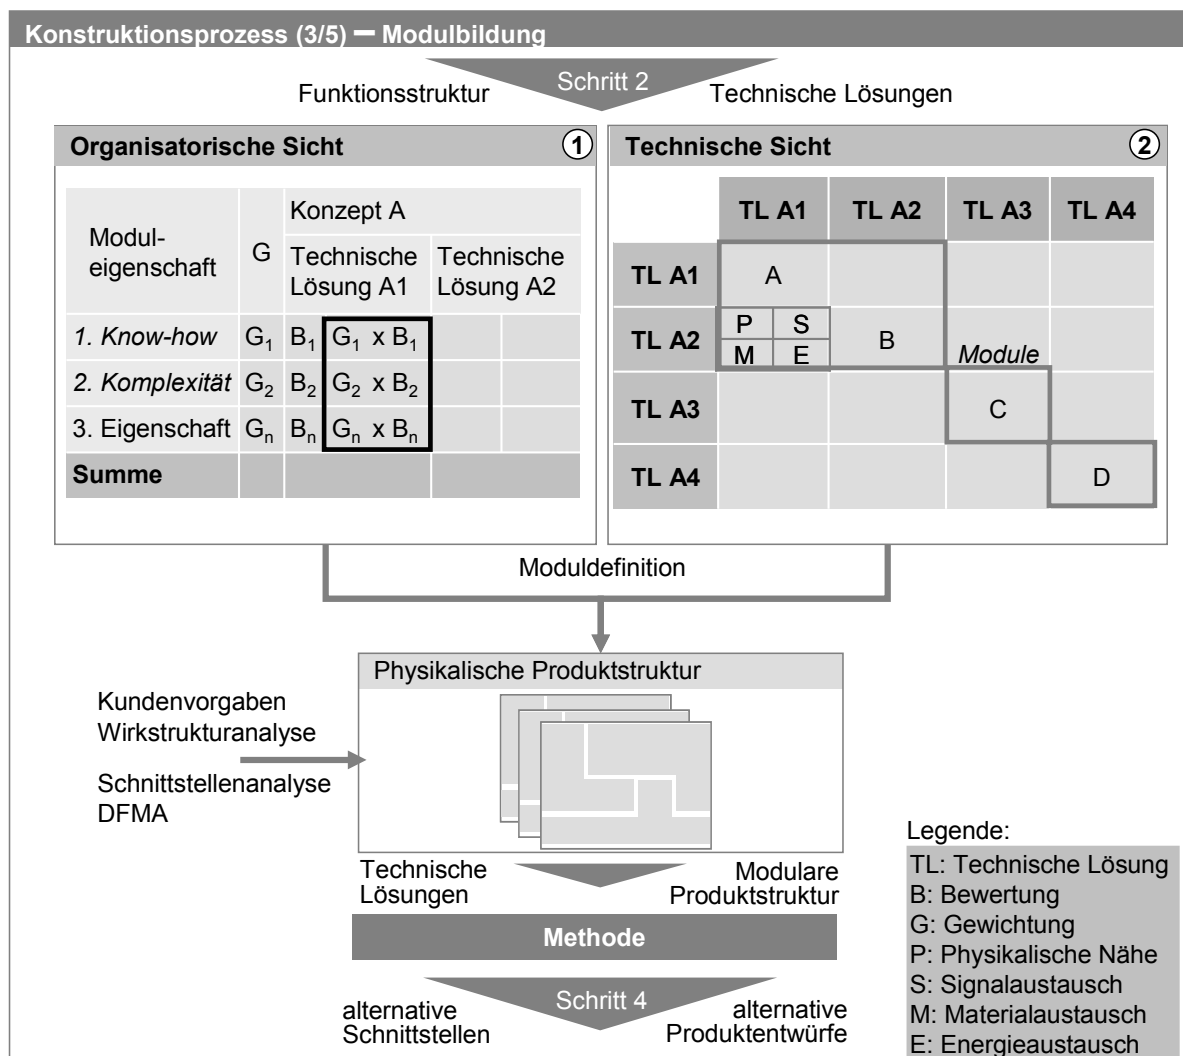 Konstruktionsprozess (3/5) – Modulbildung
Schritt 2
Funktionsstruktur
Technische Lösungen
Organisatorische Sicht 1
Modul-
eigenschaft
G
Konzept A
Technische
Lösung A1
Technische
Lösung A2
1. Know-how G1 B1 G1 x B1
2. Komplexität G2 B2 G2 x B2
3. Eigenschaft Gn Bn Gn x Bn
Summe
Technische Sicht 2
TL A1 TL A2 TL A3 TL A4
TL A1 A
TL A2 P S B Module
M E
TL A3 C
TL A4 D
Moduldefinition
Physikalische Produktstruktur
Kundenvorgaben
Wirkstrukturanalyse
Schnittstellenanalyse
DFMA
Technische
Lösungen
Modulare
Produktstruktur
Methode
Schritt 4
alternative
Schnittstellen
alternative
Produktentwürfe
Legende:
TL: Technische Lösung
B: Bewertung
G: Gewichtung
P: Physikalische Nähe
S: Signalaustausch
M: Materialaustausch
E: Energieaustausch